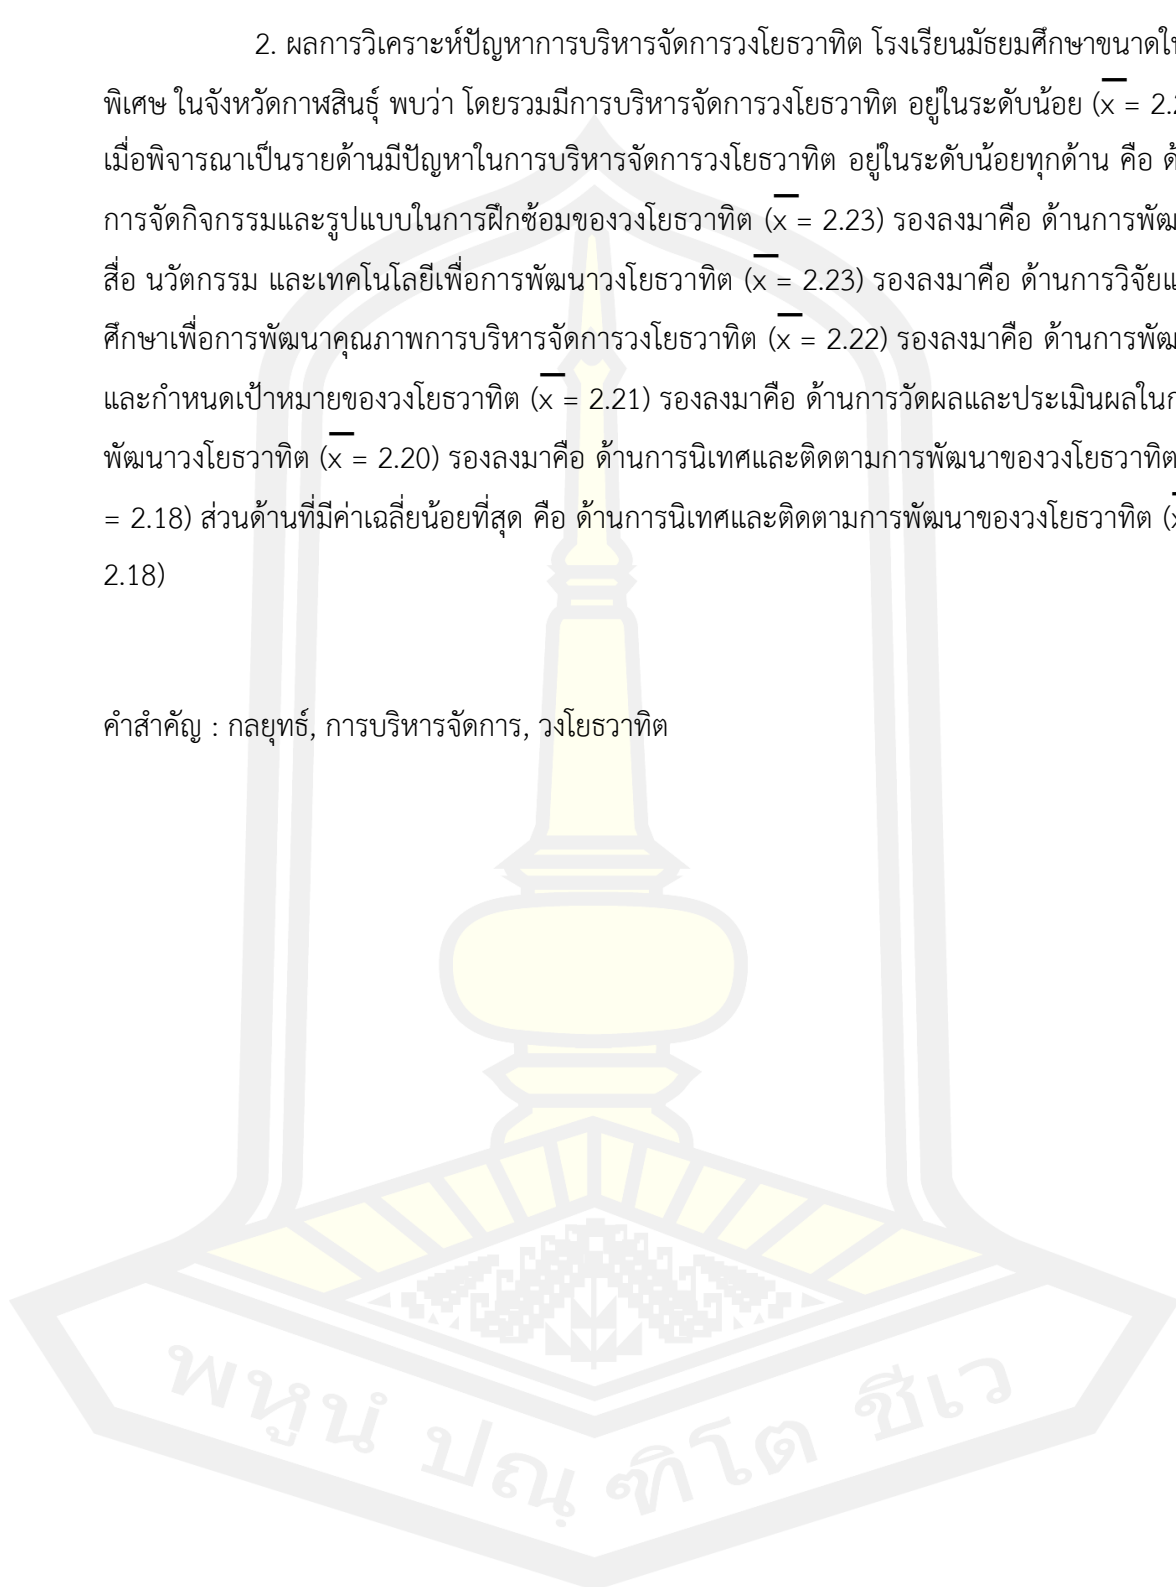 2. ผลการวิเคราะห์ปัญหาการบริหารจัดการวงโยธวาทิต โรงเรียนมัธยมศึกษาขนาด
พิเศษ ในจังหวัดกาฬสินธุ์ พบว่า โดยรวมมีการบริหารจัดการวงโยธวาทิต อยู่ในระดับน้อย (x̄ =
เมื่อพิจารณาเป็นรายด้านมีปัญหาในการบริหารจัดการวงโยธวาทิต อยู่ในระดับน้อยทุกด้าน คือ
การจัดกิจกรรมและรูปแบบในการฝึกซ้อมของวงโยธวาทิต (x̄ = 2.23) รองลงมาคือ ด้านการ
สื่อ นวัตกรรม และเทคโนโลยีเพื่อการพัฒนาวงโยธวาทิต (x̄ = 2.23) รองลงมาคือ ด้านการวิจัย
ศึกษาเพื่อการพัฒนาคุณภาพการบริหารจัดการวงโยธวาทิต (x̄ = 2.22) รองลงมาคือ ด้านการ
และกำหนดเป้าหมายของวงโยธวาทิต (x̄ = 2.21) รองลงมาคือ ด้านการวัดผลและประเมินผลใน
พัฒนาวงโยธวาทิต (x̄ = 2.20) รองลงมาคือ ด้านการนิเทศและติดตามการพัฒนาของวงโยธวาทิต
= 2.18) ส่วนด้านที่มีค่าเฉลี่ยน้อยที่สุด คือ ด้านการนิเทศและติดตามการพัฒนาของวงโยธวาทิต (
2.18)
คำสำคัญ : กลยุทธ์, การบริหารจัดการ, วงโยธวาทิต
พหูนํ ปณฺ ฑิโต ชีเว